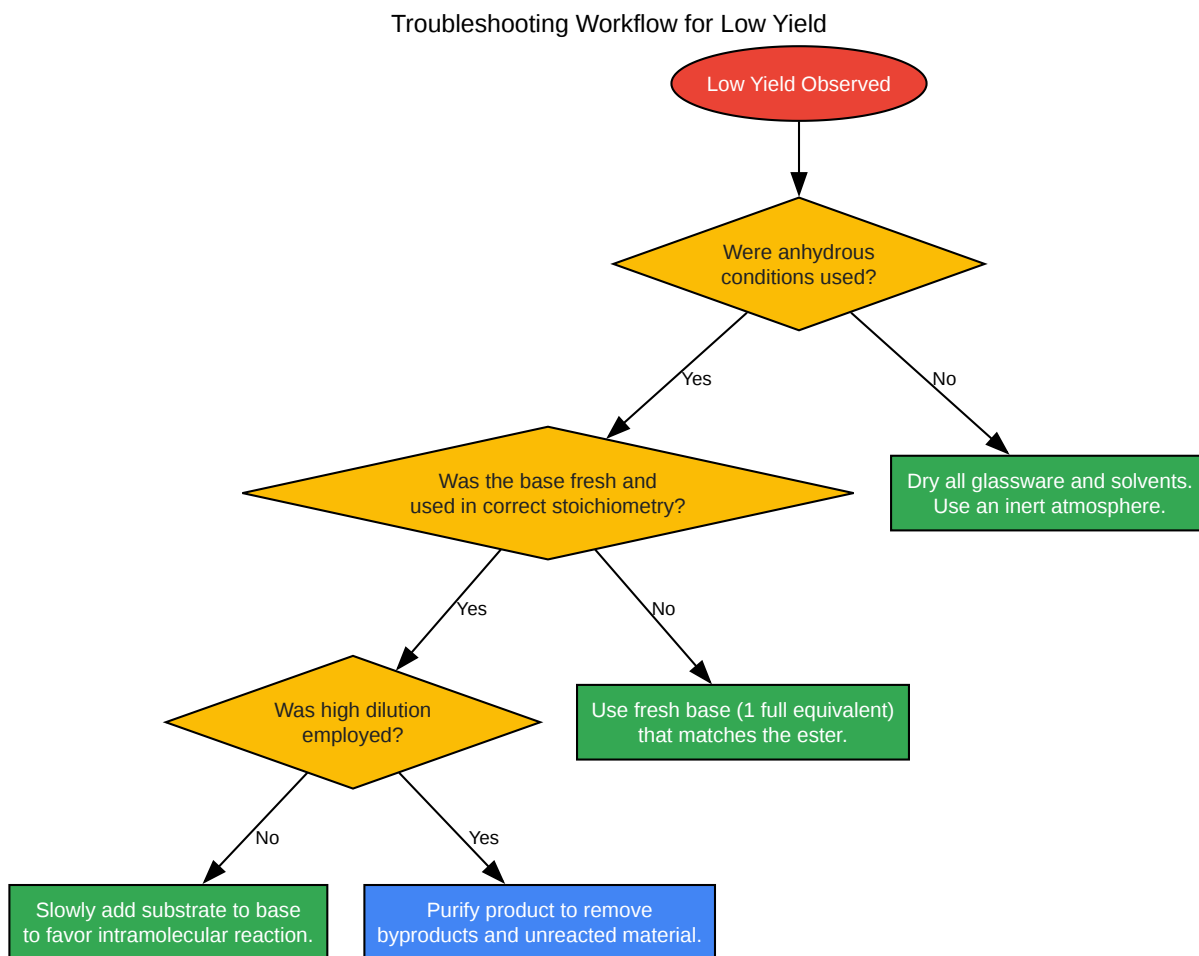 Troubleshooting Workflow for Low Yield
Low Yield Observed
Were anhydrous
conditions used?
Yes
No
Was the base fresh and
used in correct stoichiometry?
Dry all glassware and solvents.
Use an inert atmosphere.
Yes
No
Was high dilution
employed?
Use fresh base (1 full equivalent)
that matches the ester.
No
Yes
Slowly add substrate to base
to favor intramolecular reaction.
Purify product to remove
byproducts and unreacted material.